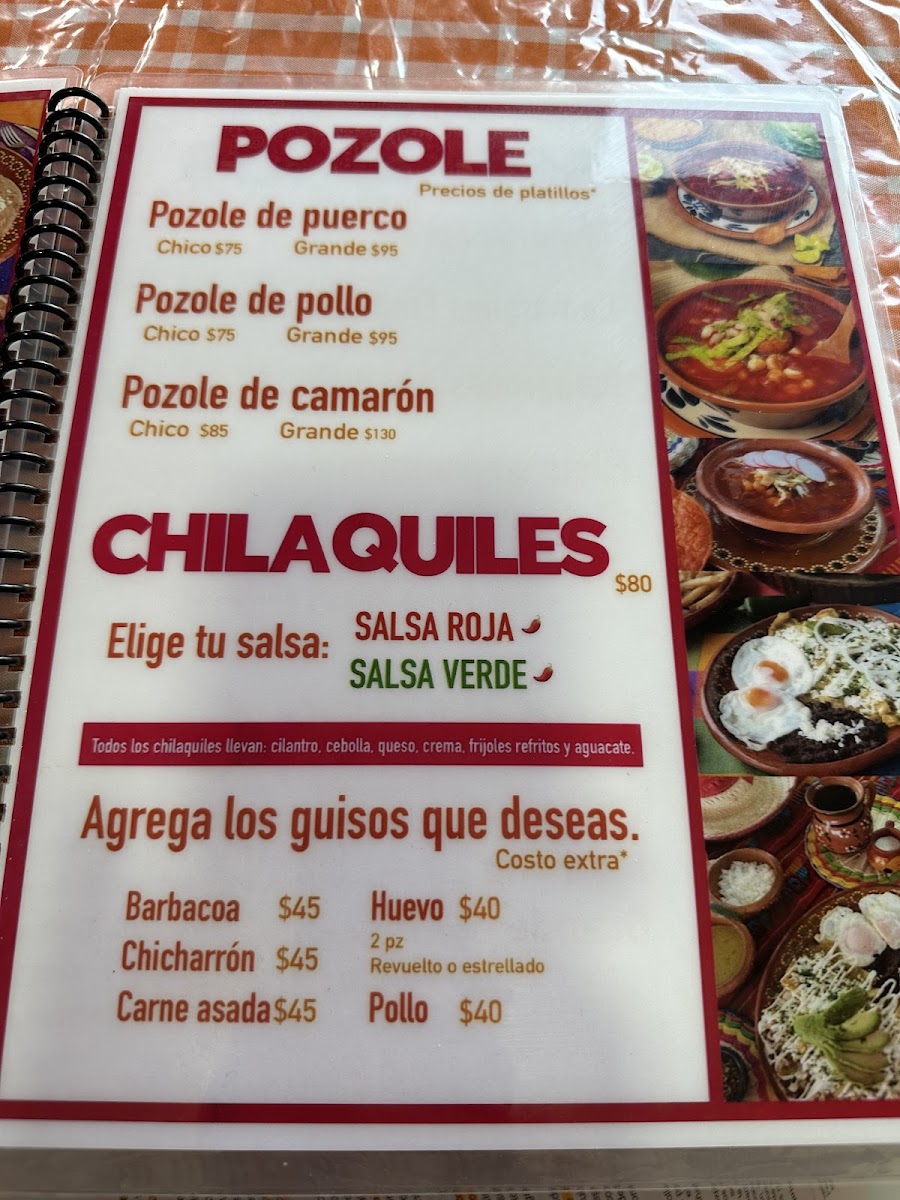 POZOLE
Precios de platillos*
Pozole de puerco
Chico $75 Grande $95
Pozole de pollo
Chico $75 Grande $95
Pozole de camarón
Chico $85 Grande $130
CHILAQUILES
$80
Elige tu salsa:
SALSA ROJA
SALSA VERDE
Todos los chilaquiles llevan: cilantro, cebolla, queso, crema, frijoles refritos y aguacate.
Agrega los guisos que deseas.
Costo extra*
Barbacoa $45
Chicharrón $45
Carne asada $45
Huevo $40
2 pz
Revuelto o estrellado
Pollo $40